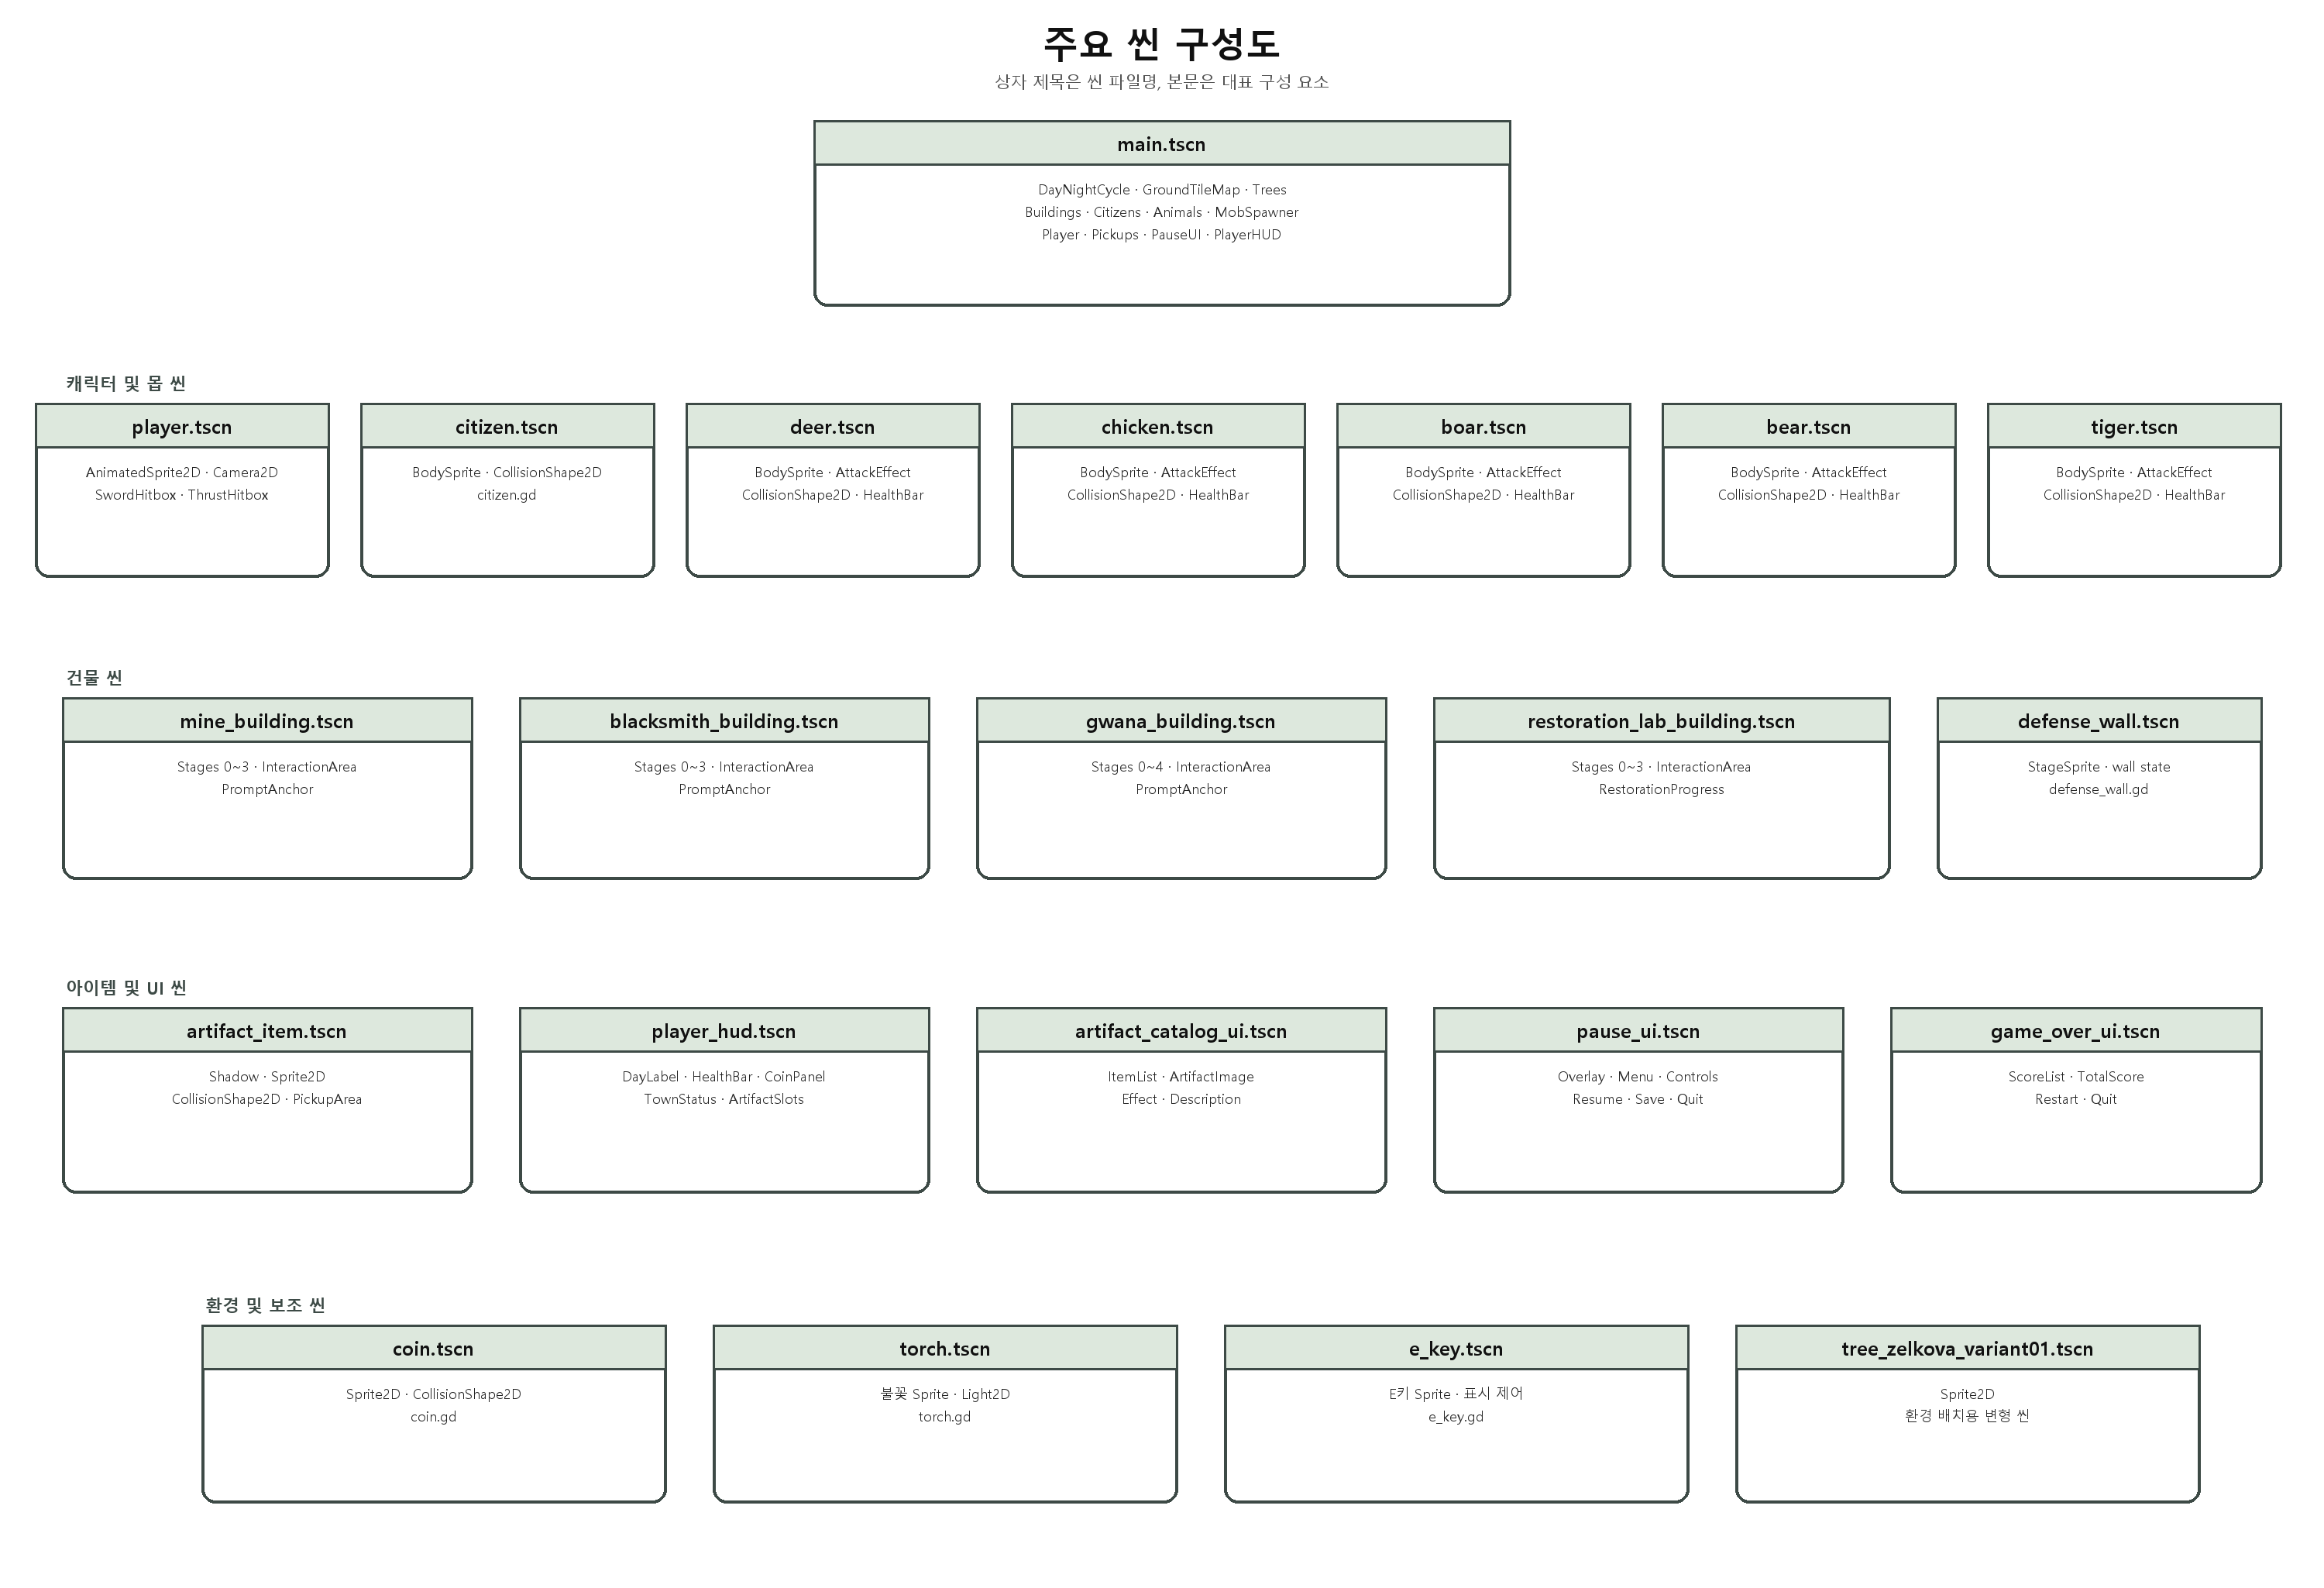 주요 씬 구성도
상자 제목은 씬 파일명, 본문은 대표 구성 요소
main.tscn
DayNightCycle · GroundTileMap · Trees
Buildings · Citizens · Animals · MobSpawner
Player · Pickups · PauseUI · PlayerHUD
캐릭터 및 몹 씬
player.tscn
AnimatedSprite2D · Camera2D
SwordHitbox · ThrustHitbox
citizen.tscn
BodySprite · CollisionShape2D
citizen.gd
deer.tscn
BodySprite · AttackEffect
CollisionShape2D · HealthBar
chicken.tscn
BodySprite · AttackEffect
CollisionShape2D · HealthBar
boar.tscn
BodySprite · AttackEffect
CollisionShape2D · HealthBar
bear.tscn
BodySprite · AttackEffect
CollisionShape2D · HealthBar
tiger.tscn
BodySprite · AttackEffect
CollisionShape2D · HealthBar
건물 씬
mine_building.tscn
Stages 0~3 · InteractionArea
PromptAnchor
blacksmith_building.tscn
Stages 0~3 · InteractionArea
PromptAnchor
gwana_building.tscn
Stages 0~4 · InteractionArea
PromptAnchor
restoration_lab_building.tscn
Stages 0~3 · InteractionArea
RestorationProgress
defense_wall.tscn
StageSprite · wall state
defense_wall.gd
아이템 및 UI 씬
artifact_item.tscn
Shadow · Sprite2D
CollisionShape2D · PickupArea
player_hud.tscn
DayLabel · HealthBar · CoinPanel
TownStatus · ArtifactSlots
artifact_catalog_ui.tscn
ItemList · ArtifactImage
Effect · Description
pause_ui.tscn
Overlay · Menu · Controls
Resume · Save · Quit
game_over_ui.tscn
ScoreList · TotalScore
Restart · Quit
환경 및 보조 씬
coin.tscn
Sprite2D · CollisionShape2D
coin.gd
torch.tscn
불꽃 Sprite · Light2D
torch.gd
e_key.tscn
E키 Sprite · 표시 제어
e_key.gd
tree_zelkova_variant01.tscn
Sprite2D
환경 배치용 변형 씬